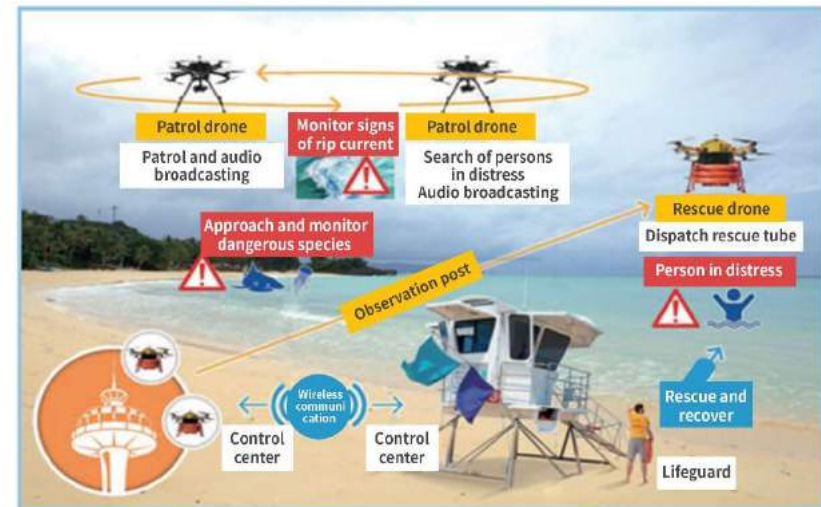 Patrol drone
Patrol and audio
broadcasting
Monitor signs
of rip current
Patrol drone
Search of persons
in distress
Audio broadcasting
Rescue drone
Dispatch rescue tube
Approach and monitor
dangerous species
Person in distress
Observation post
Wireless
communi
cation
Control
center
Control
center
Rescue and
recover
Lifeguard